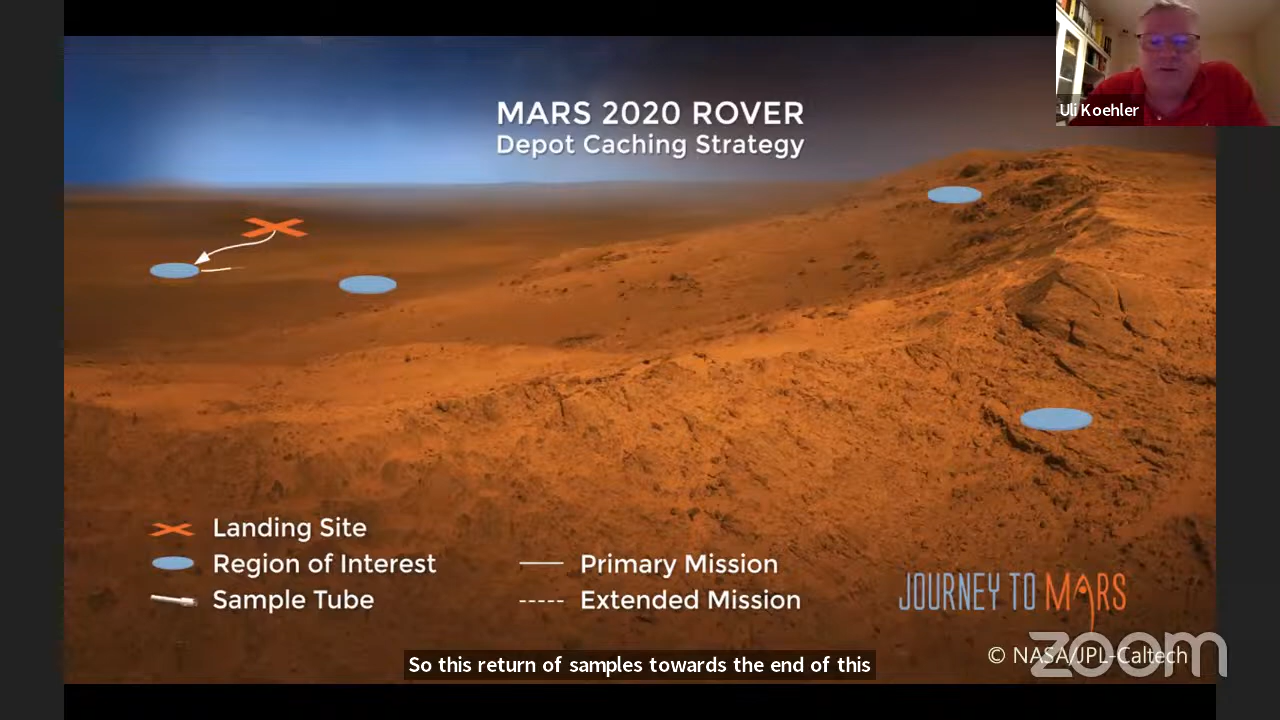 Uli Koehler
MARS 2020 ROVER
Depot Caching Strategy
Landing Site
Region of Interest
Sample Tube
Primary Mission
Extended Mission
JOURNEY TO MARS
© NASA/JPL-Caltech
zoom
So this return of samples towards the end of this